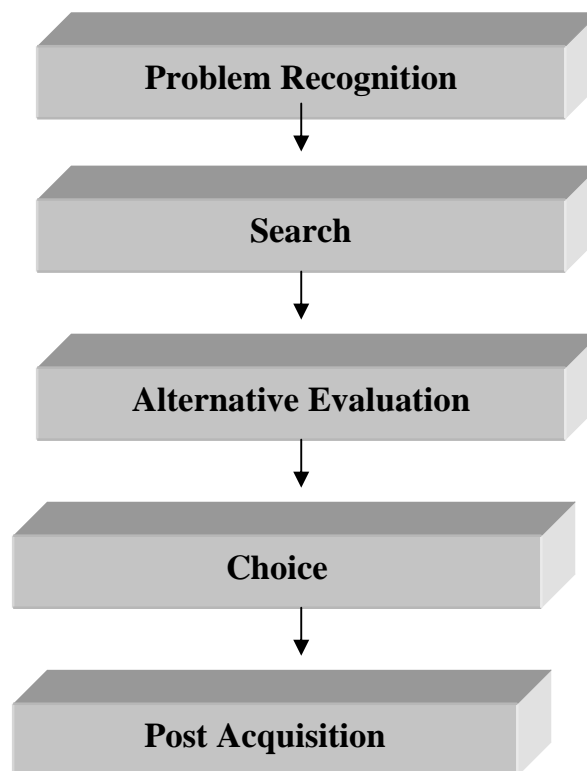 Problem Recognition
Search
Alternative Evaluation
Choice
Post Acquisition